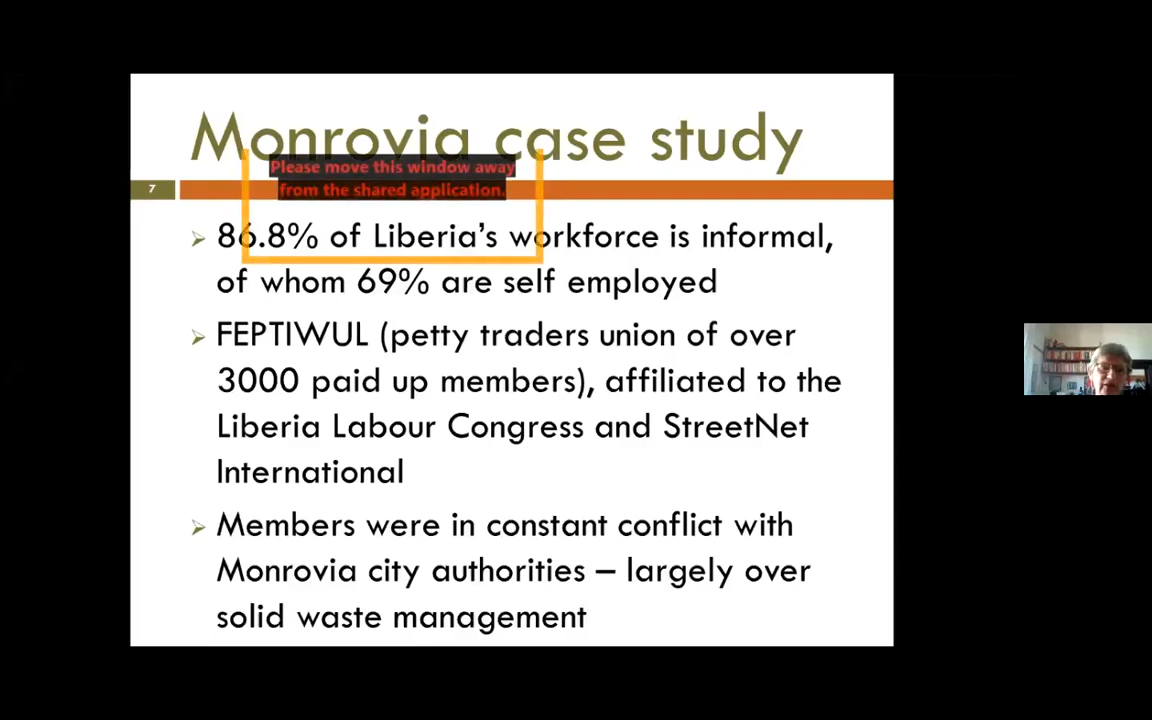 Monrovia case study
Please move this window away
from the shared application.
7
86.8% of Liberia's workforce is informal,
of whom 69% are self employed
FEPTIWUL (petty traders union of over
3000 paid up members), affiliated to the
Liberia Labour Congress and StreetNet
International
Members were in constant conflict with
Monrovia city authorities – largely over
solid waste management